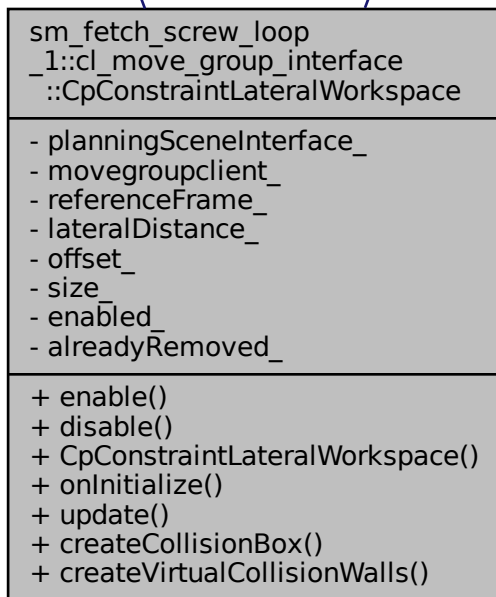 sm_fetch_screw_loop
_1::cl_move_group_interface
::CpConstraintLateralWorkspace
- planningSceneInterface_
- movegroupclient_
- referenceFrame_
- lateralDistance_
- offset_
- size_
- enabled_
- alreadyRemoved_
+ enable()
+ disable()
+ CpConstraintLateralWorkspace()
+ onInitialize()
+ update()
+ createCollisionBox()
+ createVirtualCollisionWalls()